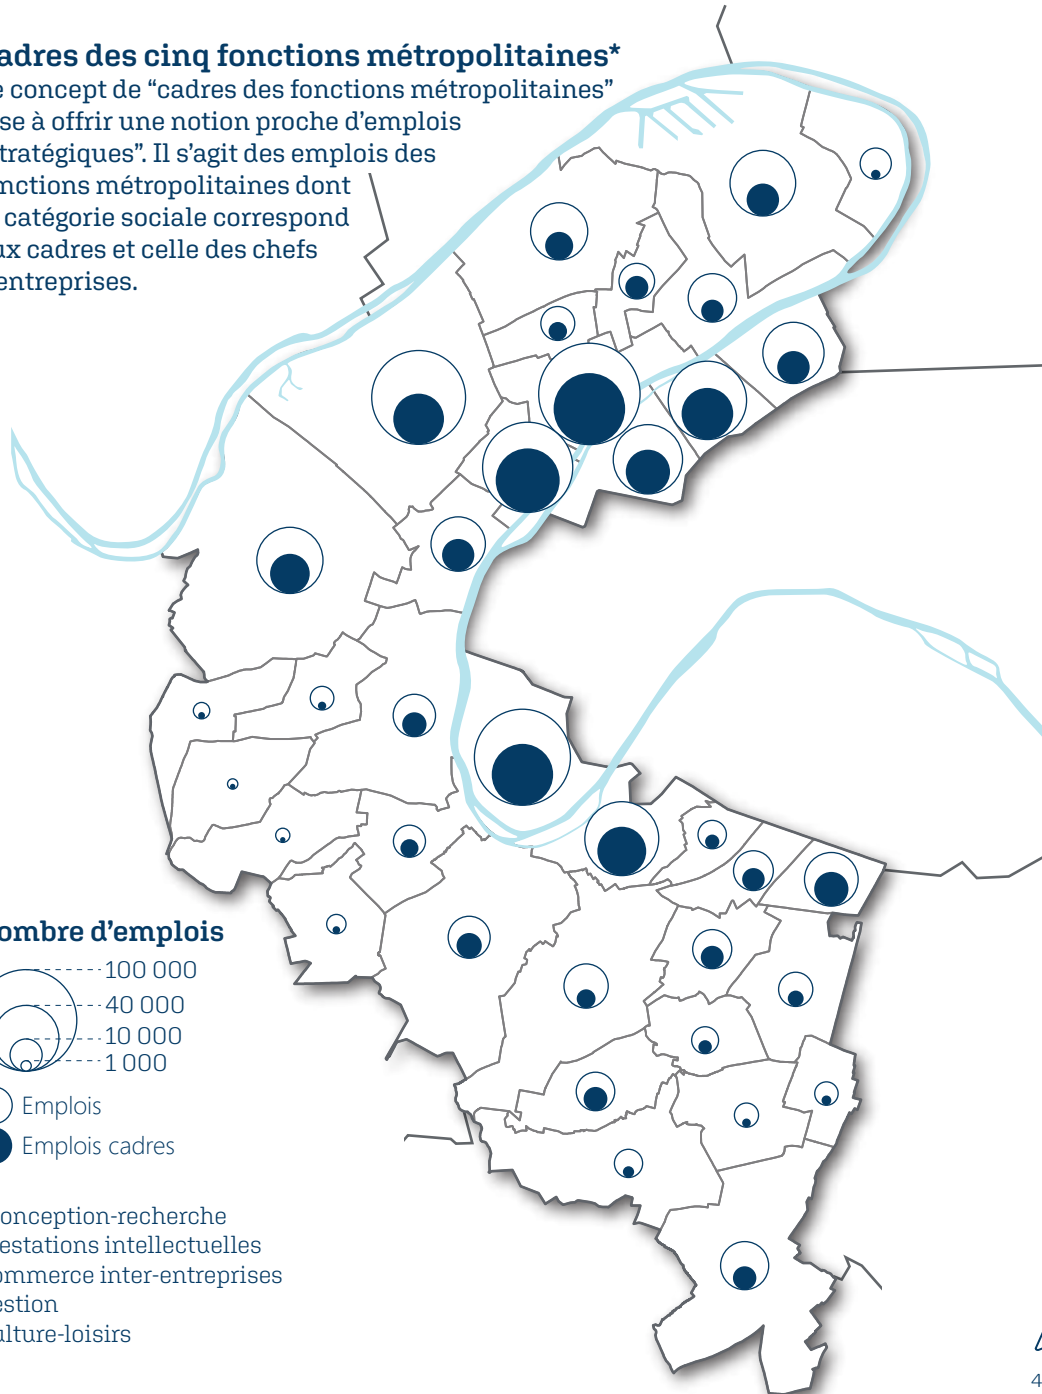 adres des cinq fonctions métropolitaines*
e concept de “cadres des fonctions métropolitaines”
se à offrir une notion proche d’emplois
tratégiques”. Il s’agit des emplois des
nctions métropolitaines dont
catégorie sociale correspond
ux cadres et celle des chefs
entreprises.
ombre d’emplois
100 000
40 000
10 000
1 000
Emplois
Emplois cadres
onception-recherche
estations intellectuelles
ommerce inter-entreprises
estion
ulture-loisirs
4